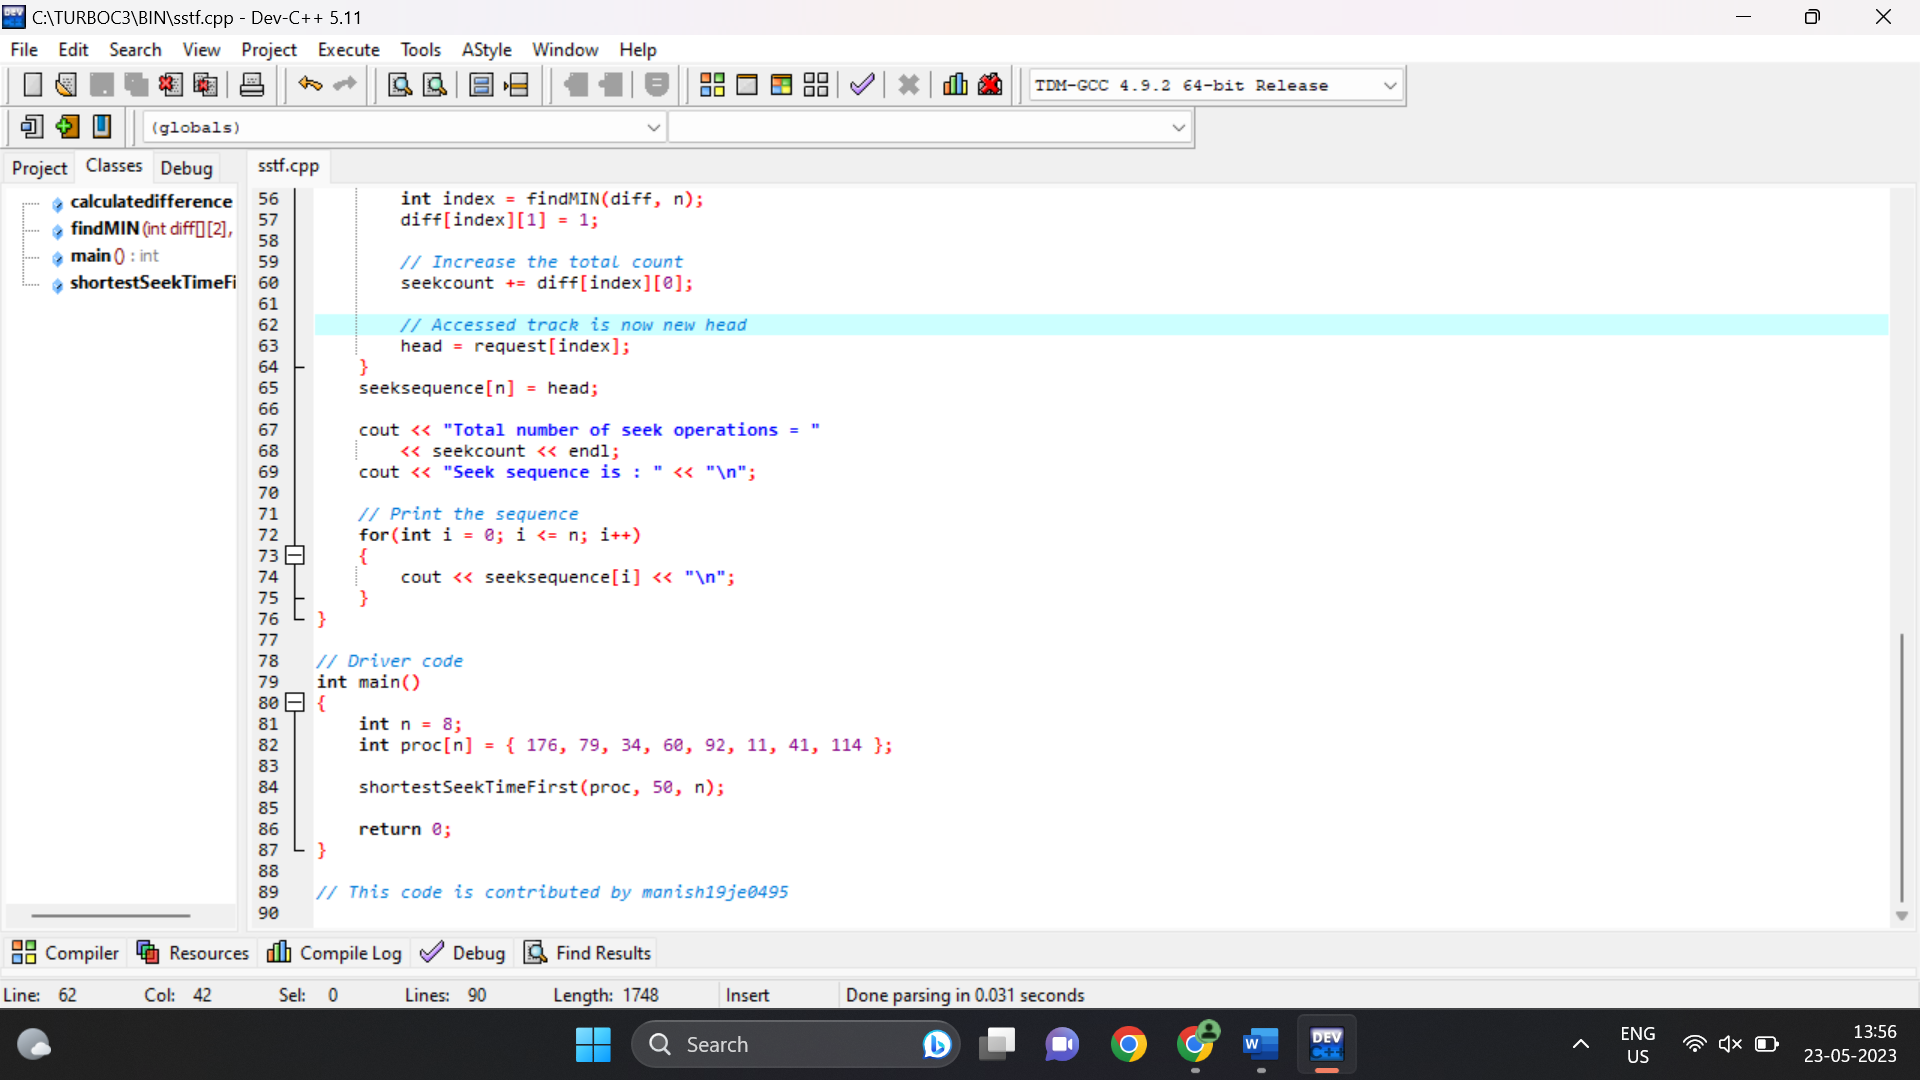 C:\TURBOC3\BIN\sstf.cpp - Dev-C++ 5.11
File Edit Search View Project Execute Tools AStyle Window Help
TDM-GCC 4.9.2 64-bit Release
(globals)
Project Classes Debug
sstf.cpp
calculatedifference
findMIN (int diff[][2],
main () : int
shortestSeekTimeFi
56 int index = findMIN(diff, n);
57 diff[index][1] = 1;
58
59 // Increase the total count
60 seekcount += diff[index][0];
61
62 // Accessed track is now new head
63 head = request[index];
64 }
65 seeksequence[n] = head;
66
67 cout << "Total number of seek operations = "
68 << seekcount << endl;
69 cout << "Seek sequence is : " << "\n";
70
71 // Print the sequence
72 for(int i = 0; i <= n; i++)
73 {
74 cout << seeksequence[i] << "\n";
75 }
76 }
77
78 // Driver code
79 int main()
80 {
81 int n = 8;
82 int proc[n] = { 176, 79, 34, 60, 92, 11, 41, 114 };
83
84 shortestSeekTimeFirst(proc, 50, n);
85
86 return 0;
87 }
88
89 // This code is contributed by manish19je0495
90
Compiler Resources Compile Log Debug Find Results
Line: 62 Col: 42 Sel: 0 Lines: 90 Length: 1748 Insert Done parsing in 0.031 seconds
Search
W
DEV
C++
ENG
US
13:56
23-05-2023